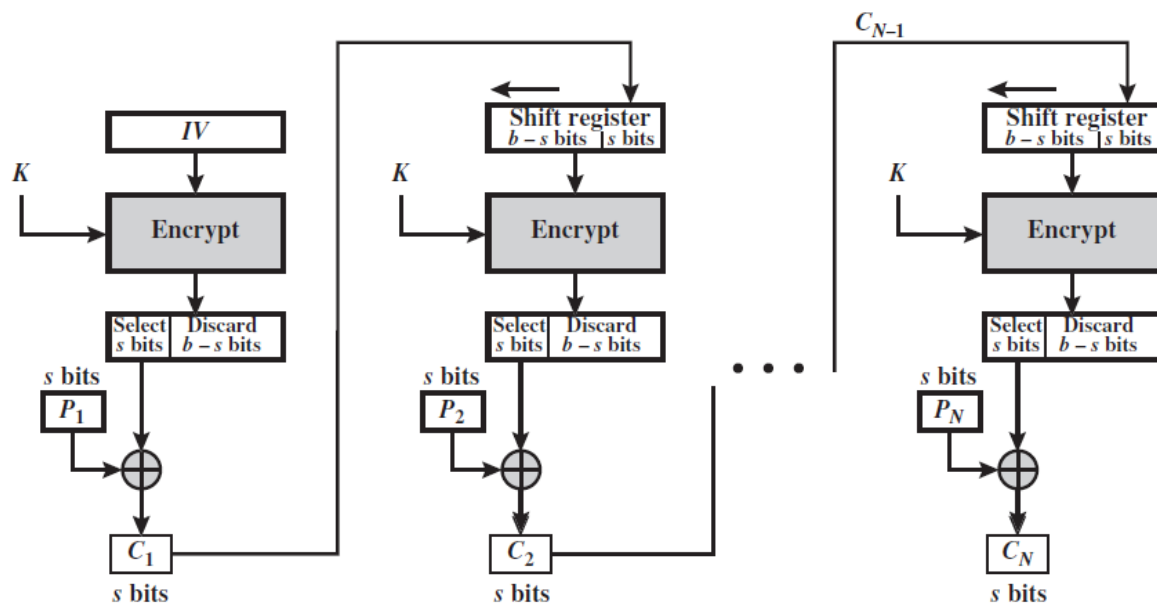 C_{N–1}
IV
Shift register
b – s bits | s bits
Shift register
b – s bits | s bits
K
K
K
Encrypt
Encrypt
Encrypt
Select
s bits
Discard
b – s bits
Select
s bits
Discard
b – s bits
Select
s bits
Discard
b – s bits
s bits
P_1
s bits
P_2
• • •
s bits
P_N
C_1
s bits
C_2
s bits
C_N
s bits